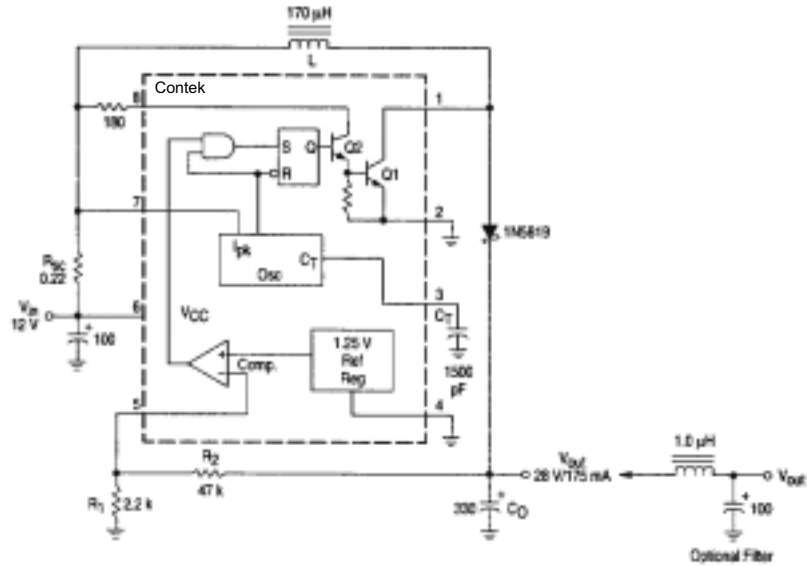 170 µH
L
Contek
8
1
180
S
Q
Q2
R
Q1
7
2
1N5819
Ipk
Osc
CT
0.22
3
Vin
12 V
6
VCC
CT
100
1.25 V
Ref
Reg
Comp.
1500
pF
5
4
R2
47 k
1.0 µH
Vout
28 V/175 mA
Vout
R1
2.2 k
330
CO
100
Optional Filter